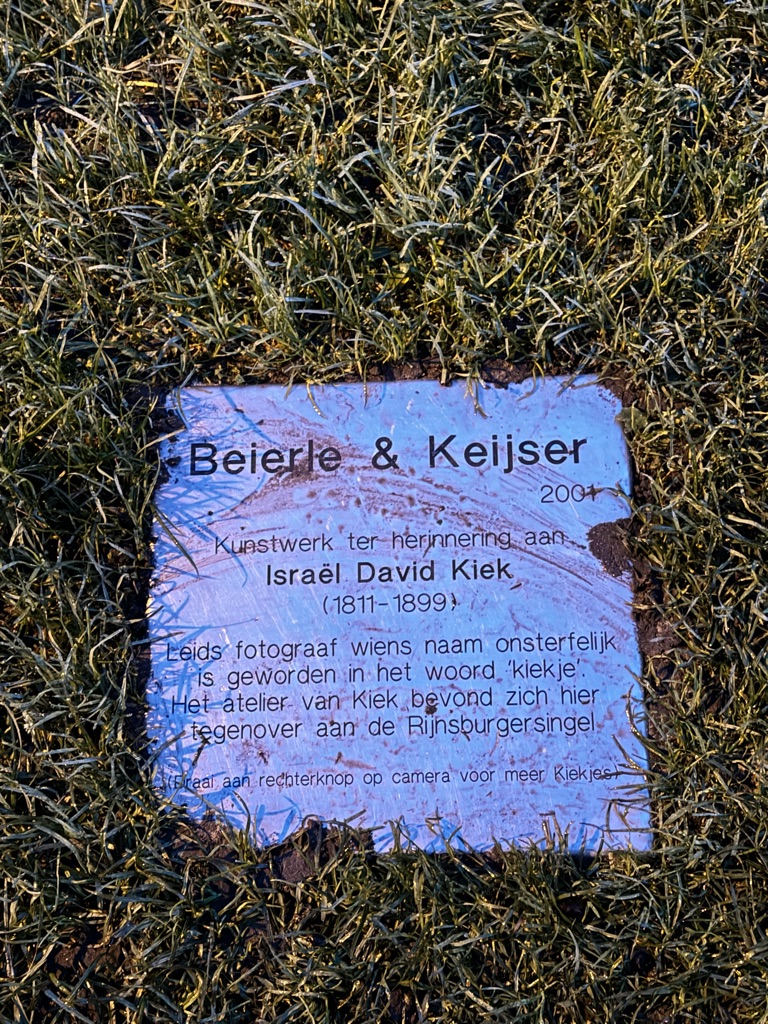 Beierle & Keijser
2001
Kunstwerk ter herinnering aan
Israël David Kiek
(1811-1899)
Leids fotograaf wiens naam onsterfelijk
is geworden in het woord 'kiekje'.
Het atelier van Kiek bevond zich hier
tegenover aan de Rijnsburgersingel
(Draai aan rechterknop op camera voor meer Kiekjes)